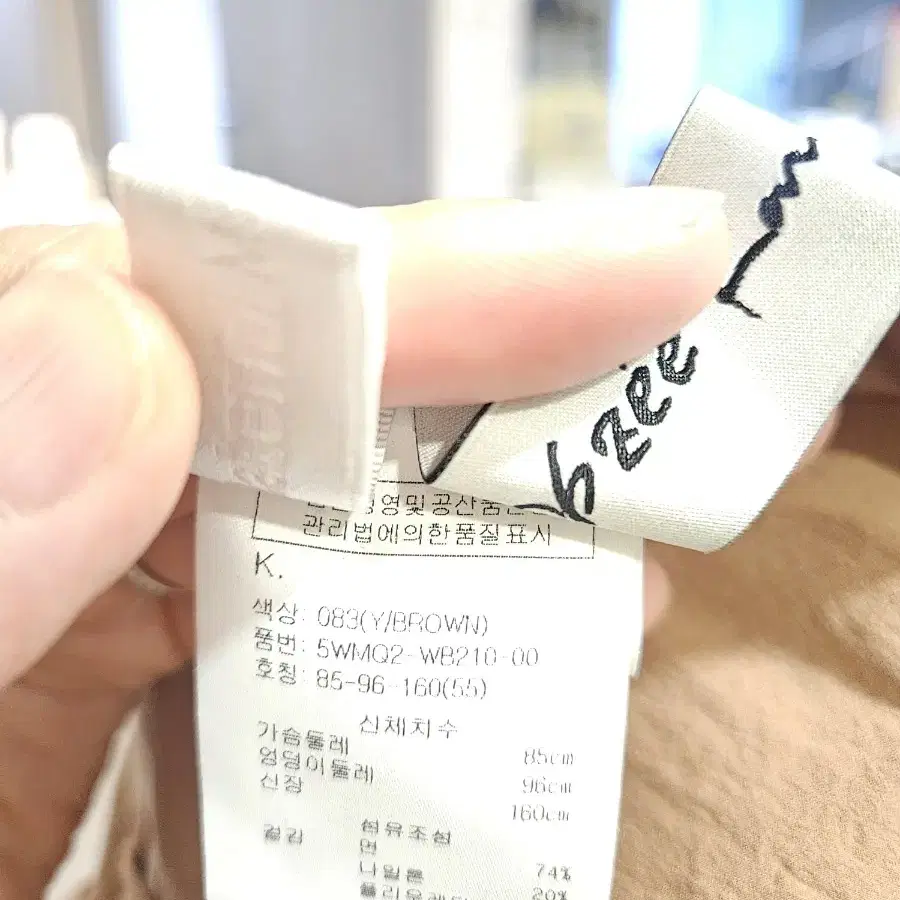 관리법에의한품질표시
K.
색상: 083(Y/BROWN)
품번: 5WMQ2-WB210-00
호칭: 85-96-160(55)
신체치수
가슴둘레 85cm
엉덩이둘레 96cm
신장 160cm
겉감 섬유조성
면 74%
나일론 20%